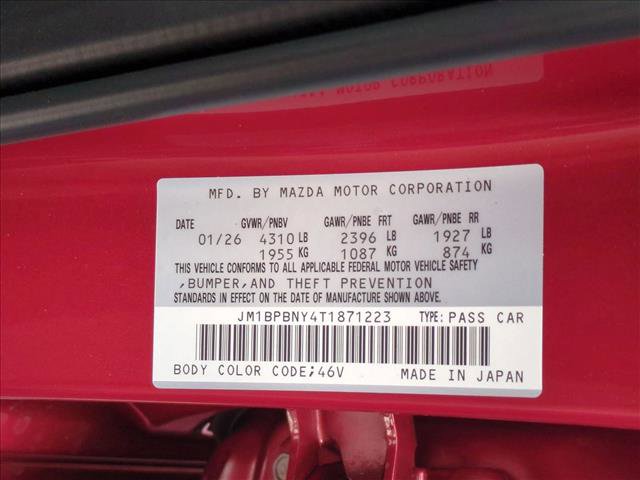 MFD. BY MAZDA MOTOR CORPORATION
DATE GVWR/PNBV GAWR/PNBE FRT GAWR/PNBE RR
01/26 4310 LB 2396 LB 1927 LB
1955 KG 1087 KG 874 KG
THIS VEHICLE CONFORMS TO ALL APPLICABLE FEDERAL MOTOR VEHICLE SAFETY
,BUMPER,AND THEFT PREVENTION
STANDARDS IN EFFECT ON THE DATE OF MANUFACTURE SHOWN ABOVE.
JM1BPBNY4T1871223 TYPE: PASS CAR
BODY COLOR CODE;46V MADE IN JAPAN